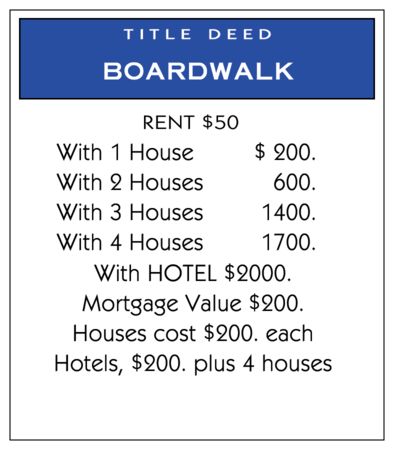 TITLE DEED
BOARDWALK
RENT $50
With 1 House $ 200.
With 2 Houses 600.
With 3 Houses 1400.
With 4 Houses 1700.
With HOTEL $2000.
Mortgage Value $200.
Houses cost $200. each
Hotels, $200. plus 4 houses